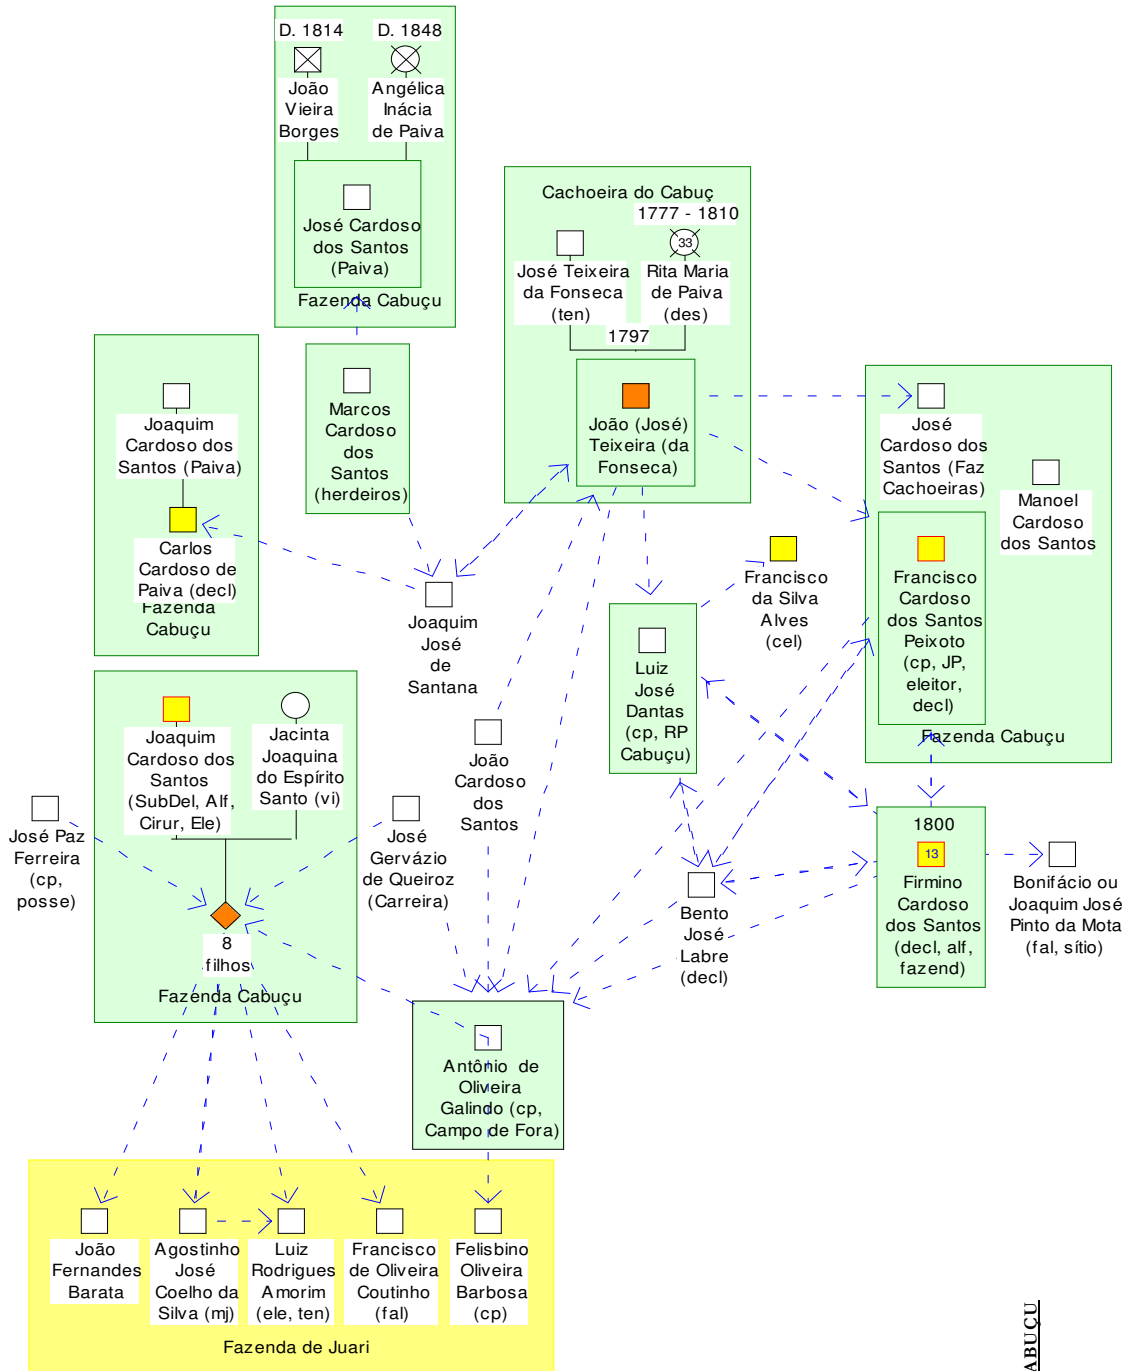 D. 1814
D. 1848
João
Vieira
Borges
Angélica
Inácia
de Paiva
José Cardoso
dos Santos
(Paiva)
Fazenda Cabuçu
Cachoeira do Cabuç
1777 - 1810
33
José Teixeira
da Fonseca
(ten)
Rita Maria
de Paiva
(des)
1797
João (José)
Teixeira (da
Fonseca)
Joaquim
Cardoso dos
Santos (Paiva)
Carlos
Cardoso de
Paiva (decl)
Fazenda
Cabuçu
Marcos
Cardoso
dos
Santos
(herdeiros)
José
Cardoso dos
Santos (Faz
Cachoeiras)
Manoel
Cardoso
dos Santos
Francisco
Cardoso
dos Santos
Peixoto
(cp, JP,
eleitor,
decl)
Fazenda Cabuçu
Francisco
da Silva
Alves
(cel)
Joaquim
José
de
Santana
Luiz
José
Dantas
(cp, RP
Cabuçu)
Joaquim
Cardoso dos
Santos
(SubDel, Alf,
Cirur, Ele)
Jacinta
Joaquina
do Espírito
Santo (vi)
João
Cardoso
dos
Santos
José Paz
Ferreira
(cp,
posse)
José
Gervázio
de Queiroz
(Carreira)
8
filhos
Fazenda Cabuçu
Bento
José
Labre
(decl)
1800
13
Firmino
Cardoso
dos Santos
(decl, alf,
fazend)
Bonifácio ou
Joaquim José
Pinto da Mota
(fal, sítio)
Antônio de
Oliveira
Galindo (cp,
Campo de Fora)
João
Fernandes
Barata
Agostinho
José
Coelho da
Silva (mj)
Luiz
Rodrigues
Amorim
(ele, ten)
Francisco
de Oliveira
Coutinho
(fal)
Felisbino
Oliveira
Barbosa
(cp)
Fazenda de Juari
ABUÇU